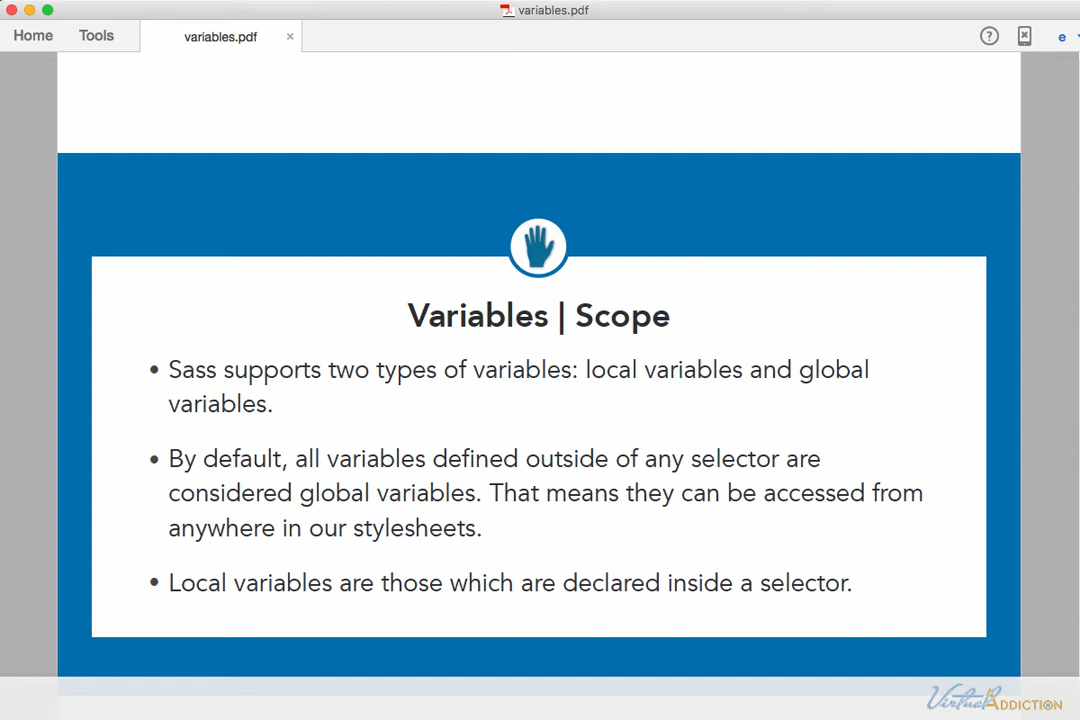 variables.pdf
Home Tools variables.pdf × ? e
Variables | Scope
• Sass supports two types of variables: local variables and global
variables.
• By default, all variables defined outside of any selector are
considered global variables. That means they can be accessed from
anywhere in our stylesheets.
• Local variables are those which are declared inside a selector.
Virtual ADDICTION